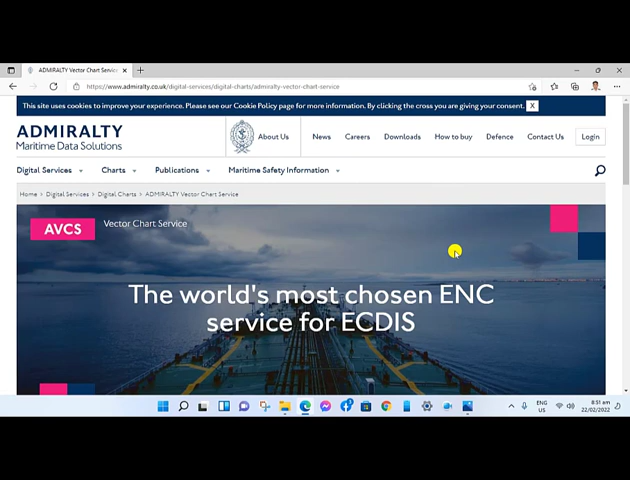 ADMIRALTY Vector Chart Servic
https://www.admiralty.co.uk/digital-services/digital-charts/admiralty-vector-chart-service
This site uses cookies to improve your experience. Please see our Cookie Policy page for more information. By clicking the cross you are giving your consent. X
ADMIRALTY
Maritime Data Solutions
About Us
News
Careers
Downloads
How to buy
Defence
Contact Us
Login
Digital Services
Charts
Publications
Maritime Safety Information
Home > Digital Services > Digital Charts > ADMIRALTY Vector Chart Service
AVCS
Vector Chart Service
The world's most chosen ENC
service for ECDIS
ENG
US
8:51 am
22/02/2022